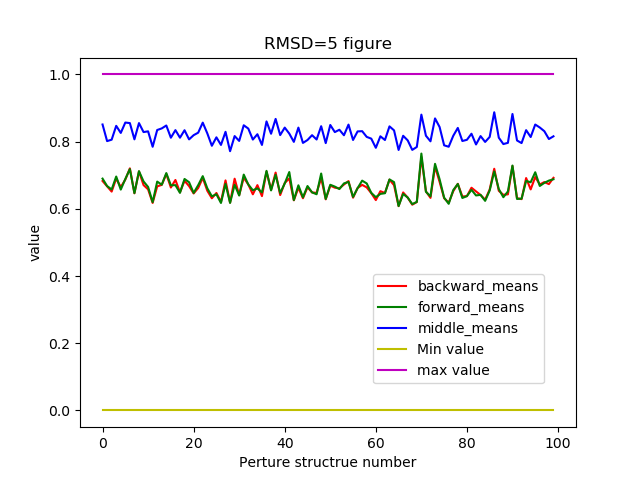 RMSD=5 figure
1.0
0.8
0.6
0.4
0.2
0.0
value
backward_means
forward_means
middle_means
Min value
max value
0 20 40 60 80 100
Perture structrue number